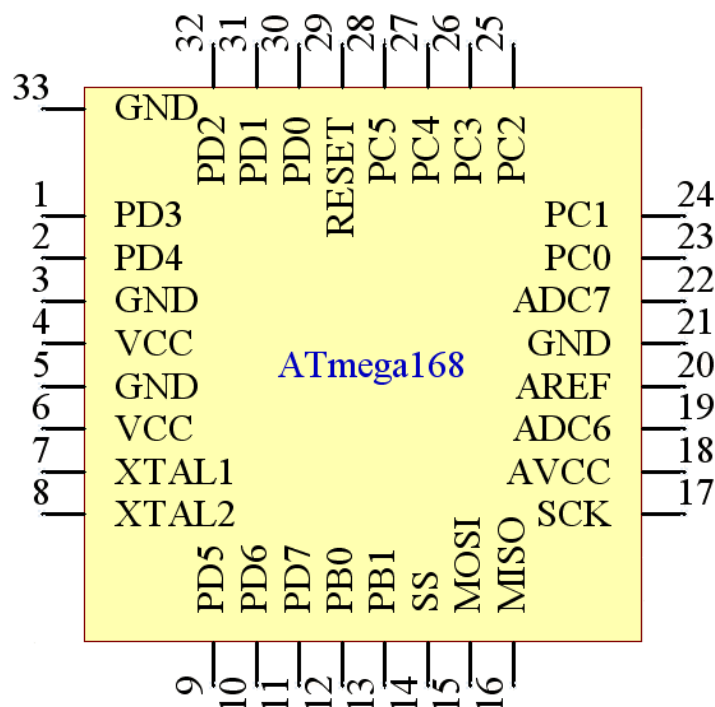 32 31 30 29 28 27 26 25
33 GND
PD2 PD1 PD0 RESET PC5 PC4 PC3 PC2
1 PD3 PC1 24
2 PD4 PC0 23
3 GND ADC7 22
4 VCC GND 21
ATmega168
5 GND AREF 20
6 VCC ADC6 19
7 XTAL1 AVCC 18
8 XTAL2 SCK 17
PD5 PD6 PD7 PB0 PB1 SS MOSI MISO
9 10 11 12 13 14 15 16